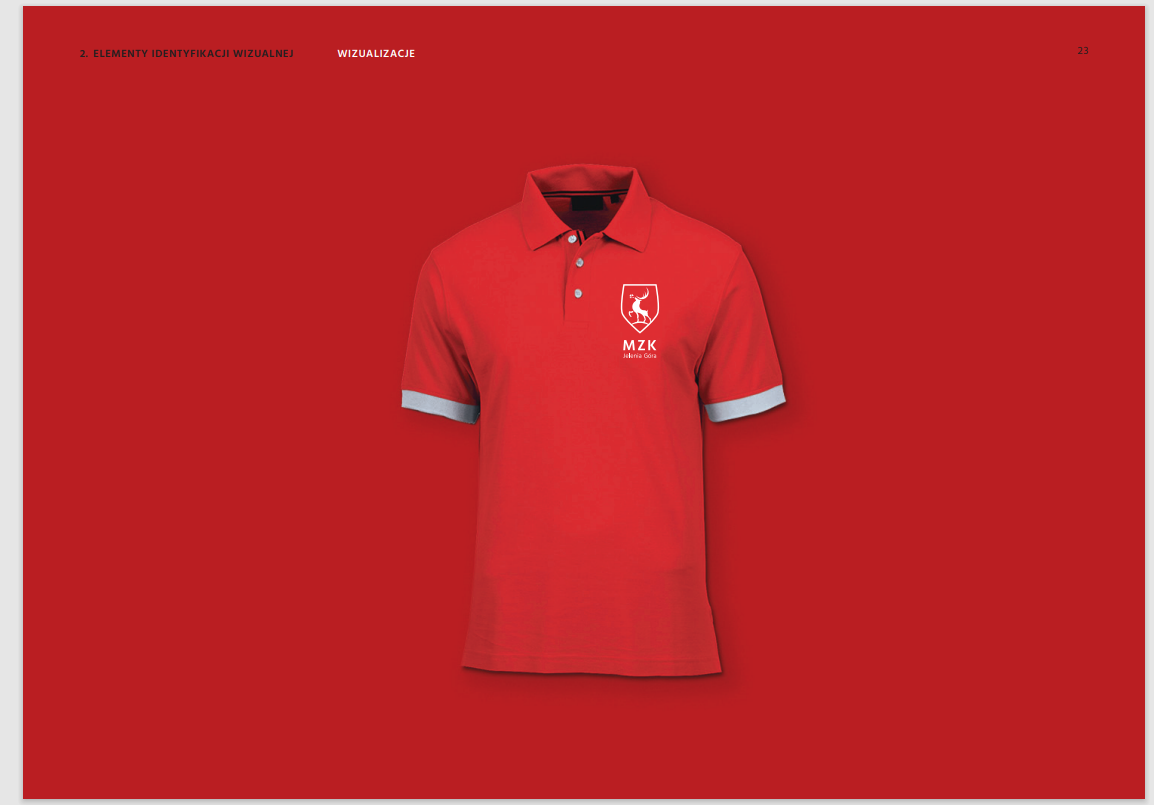 2. ELEMENTY IDENTYFIKACJI WIZUALNEJ WIZUALIZACJE 23
MZK
Jelenia Góra